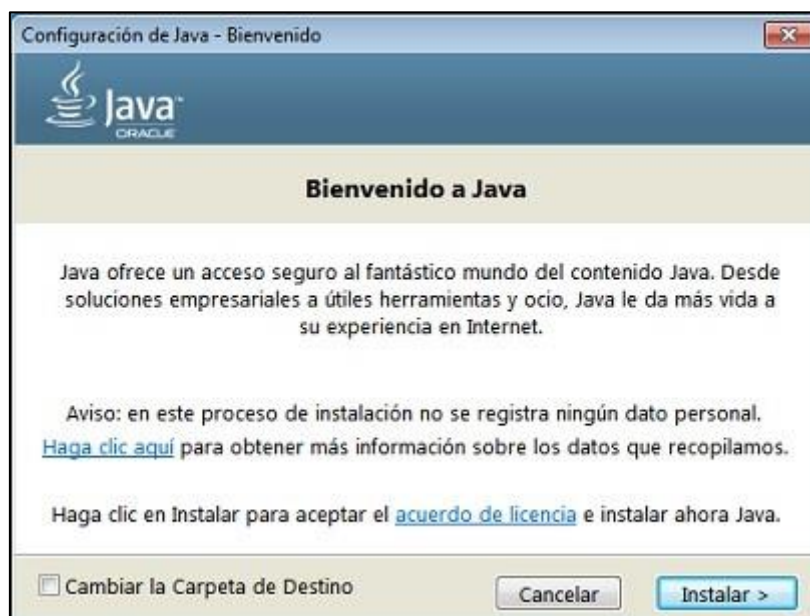 Configuración de Java - Bienvenido
Java™
ORACLE
Bienvenido a Java
Java ofrece un acceso seguro al fantástico mundo del contenido Java. Desde
soluciones empresariales a útiles herramientas y ocio, Java le da más vida a
su experiencia en Internet.
Aviso: en este proceso de instalación no se registra ningún dato personal.
Haga clic aquí para obtener más información sobre los datos que recopilamos.
Haga clic en Instalar para aceptar el acuerdo de licencia e instalar ahora Java.
Cambiar la Carpeta de Destino
Cancelar
Instalar >